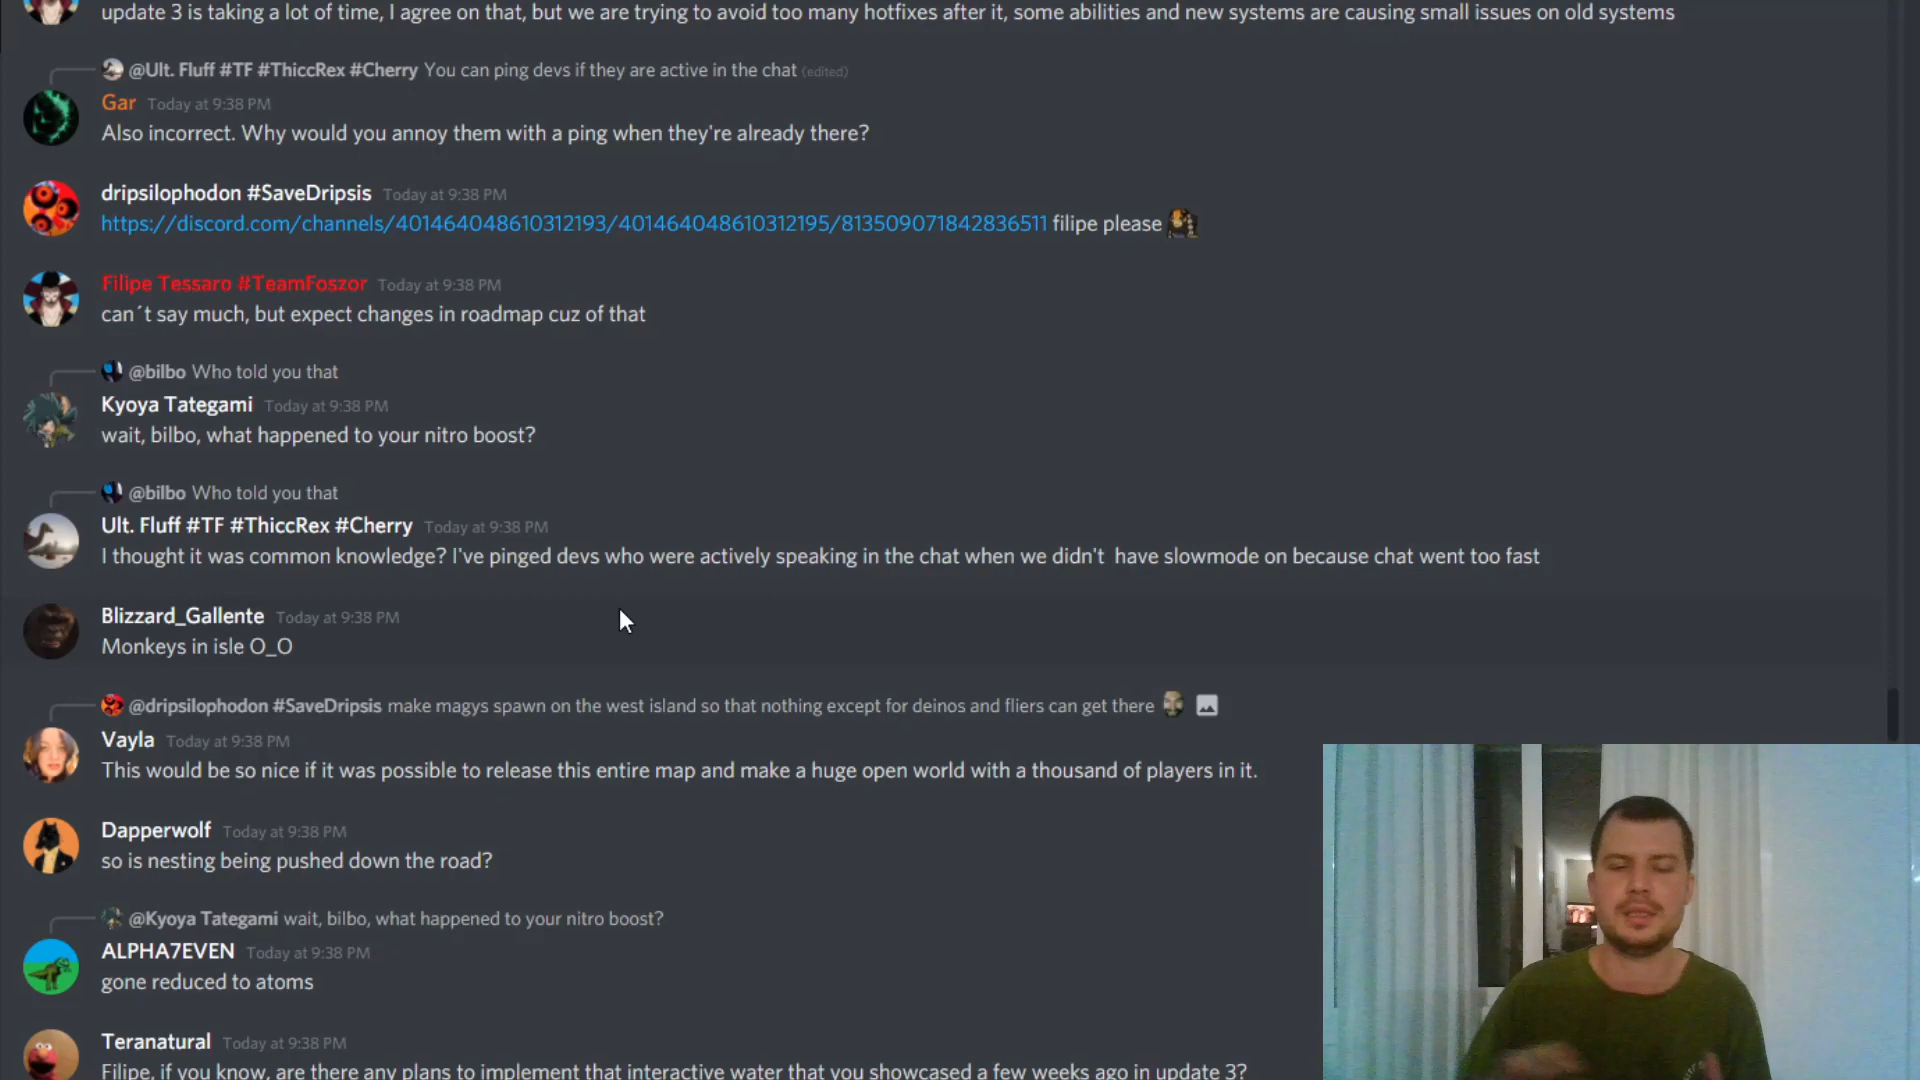 update 3 is taking a lot of time, I agree on that, but we are trying to avoid too many hotfixes after it, some abilities and new systems are causing small issues on old systems
@Ult. Fluff #TF #ThiccRex #Cherry You can ping devs if they are active in the chat (edited)
Gar Today at 9:38 PM
Also incorrect. Why would you annoy them with a ping when they're already there?
dripsilophodon #SaveDripsis Today at 9:38 PM
https://discord.com/channels/401464048610312193/401464048610312195/813509071842836511 filipe please
Filipe Tessaro #TeamFoszor Today at 9:38 PM
can´t say much, but expect changes in roadmap cuz of that
@bilbo Who told you that
Kyoya Tategami Today at 9:38 PM
wait, bilbo, what happened to your nitro boost?
@bilbo Who told you that
Ult. Fluff #TF #ThiccRex #Cherry Today at 9:38 PM
I thought it was common knowledge? I've pinged devs who were actively speaking in the chat when we didn't have slowmode on because chat went too fast
Blizzard_Gallente Today at 9:38 PM
Monkeys in isle O_O
@dripsilophodon #SaveDripsis make magys spawn on the west island so that nothing except for deinos and fliers can get there
Vayla Today at 9:38 PM
This would be so nice if it was possible to release this entire map and make a huge open world with a thousand of players in it.
Dapperwolf Today at 9:38 PM
so is nesting being pushed down the road?
@Kyoya Tategami wait, bilbo, what happened to your nitro boost?
ALPHA7EVEN Today at 9:38 PM
gone reduced to atoms
Teranatural Today at 9:38 PM
Filipe, if you know, are there any plans to implement that interactive water that you showcased a few weeks ago in update 3?